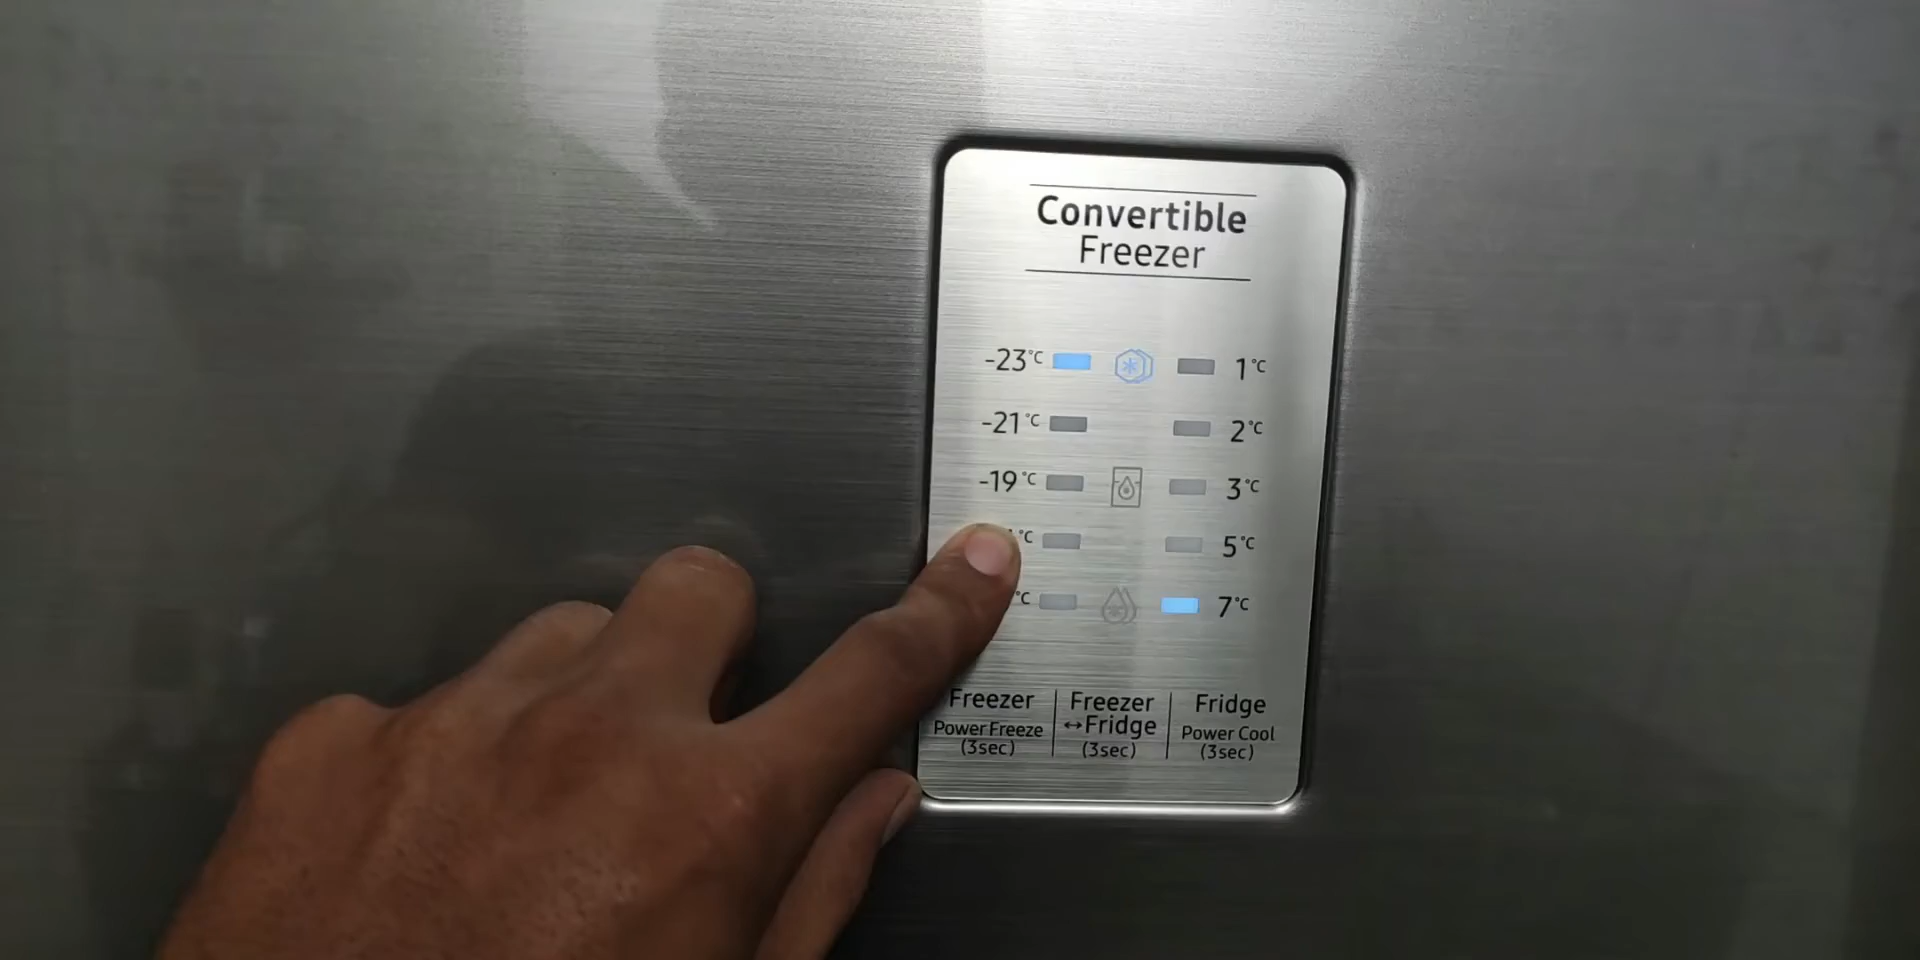 Convertible
Freezer
-23°C 1°C
-21°C 2°C
-19°C 3°C
°C 5°C
°C 7°C
Freezer Freezer Fridge
Power Freeze ↔Fridge Power Cool
(3sec) (3sec) (3sec)